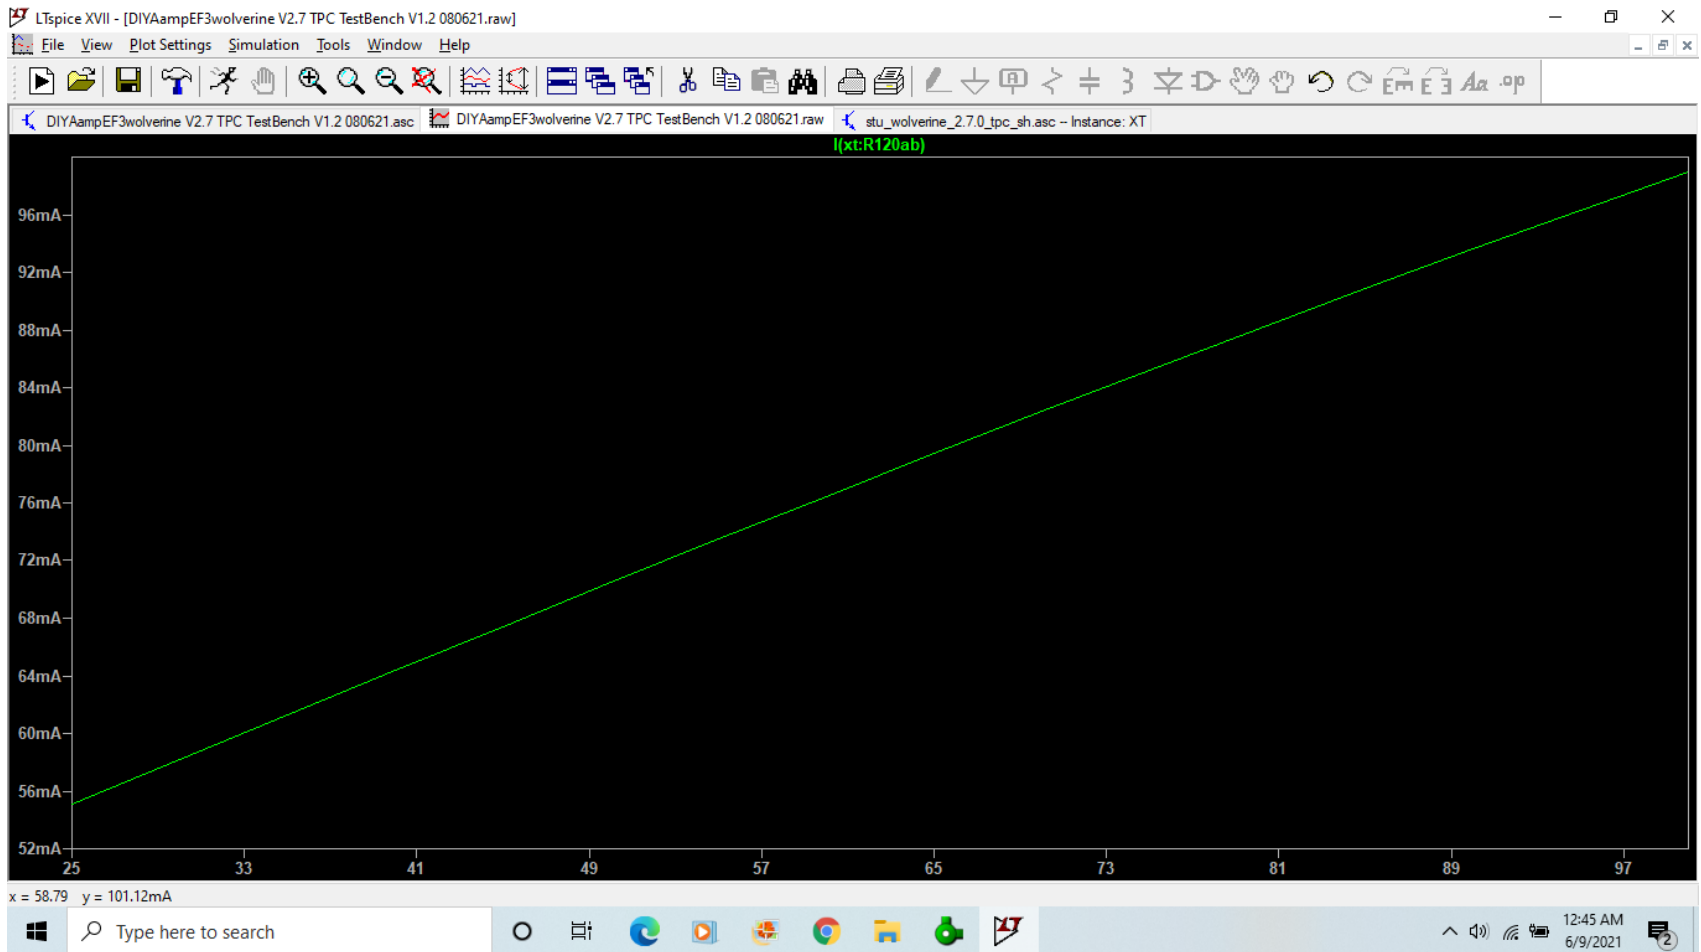 LTspice XVII - [DIYAampEF3wolverine V2.7 TPC TestBench V1.2 080621.raw]
File View Plot Settings Simulation Tools Window Help
Aa .op
DIYAampEF3wolverine V2.7 TPC TestBench V1.2 080621.asc DIYAampEF3wolverine V2.7 TPC TestBench V1.2 080621.raw stu_wolverine_2.7.0_tpc_sh.asc -- Instance: XT
I(xt:R120ab)
96mA
92mA
88mA
84mA
80mA
76mA
72mA
68mA
64mA
60mA
56mA
52mA
25 33 41 49 57 65 73 81 89 97
x = 58.79 y = 101.12mA
Type here to search
12:45 AM
6/9/2021
2